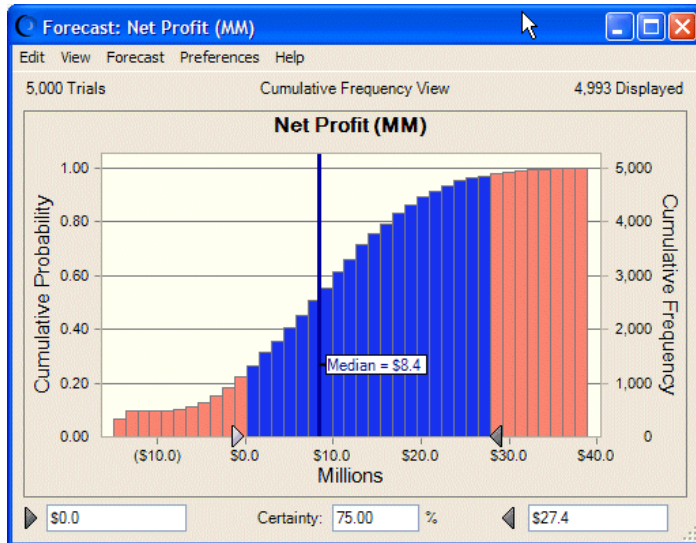 Forecast: Net Profit (MM)
Edit View Forecast Preferences Help
5,000 Trials Cumulative Frequency View 4,993 Displayed
Net Profit (MM)
Cumulative Probability
1.00
0.80
0.60
0.40
0.20
0.00
Median = $8.4
5,000
4,000
3,000
2,000
1,000
0
Cumulative Frequency
($10.0) $0.0 $10.0 $20.0 $30.0 $40.0
Millions
$0.0 Certainty: 75.00 % $27.4